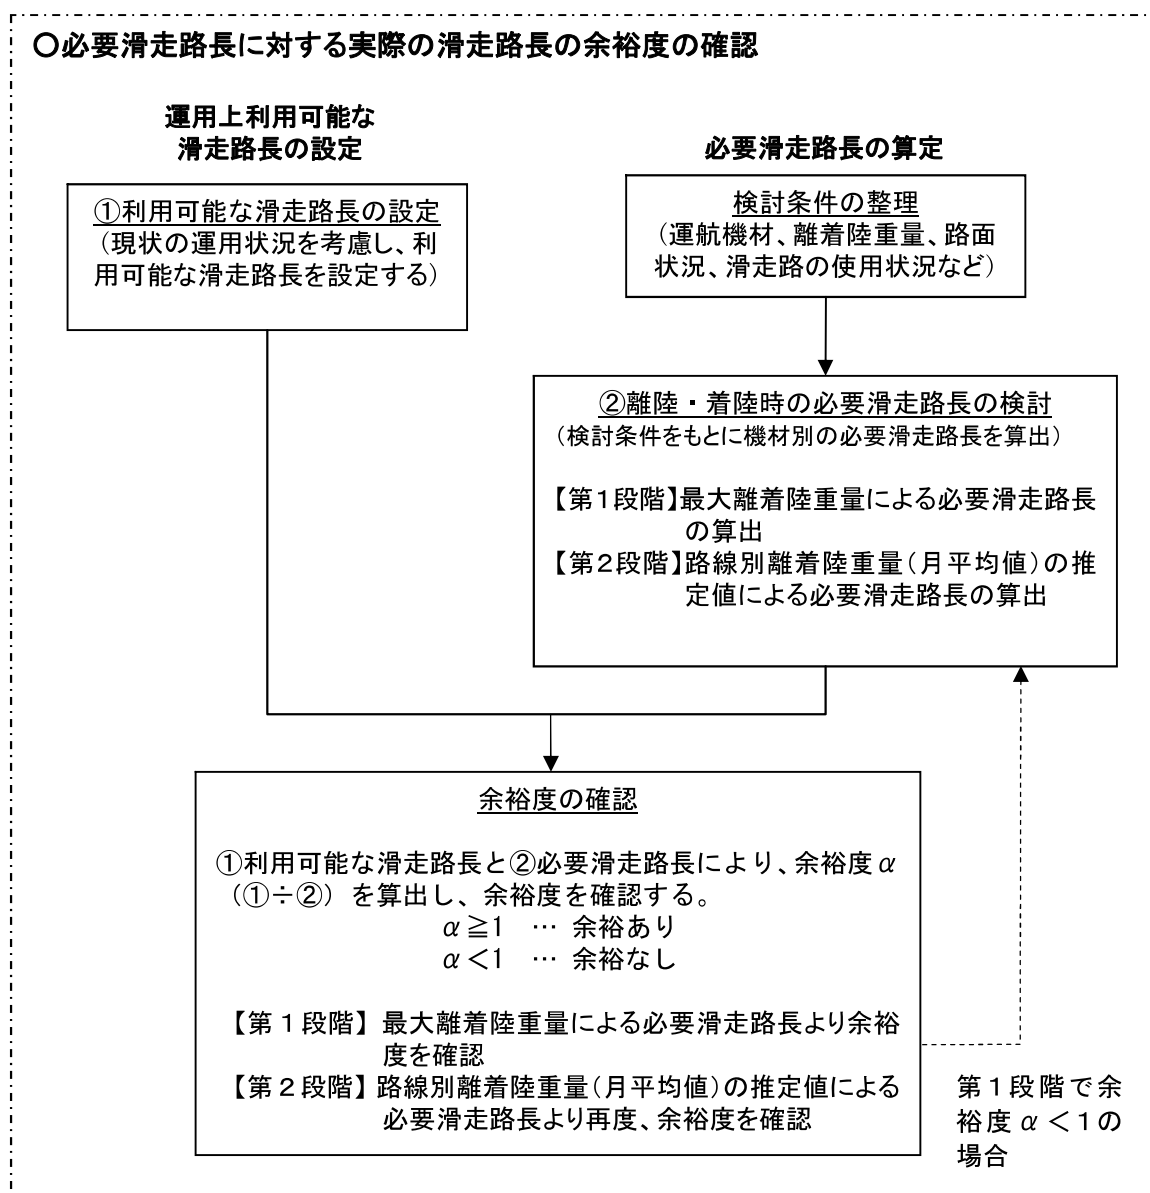 〇必要滑走路長に対する実際の滑走路長の余裕度の確認
運用上利用可能な
滑走路長の設定
①利用可能な滑走路長の設定
（現状の運用状況を考慮し、利
用可能な滑走路長を設定する）
必要滑走路長の算定
検討条件の整理
（運航機材、離着陸重量、路面
状況、滑走路の使用状況など）
②離陸・着陸時の必要滑走路長の検討
（検討条件をもとに機材別の必要滑走路長を算出）
【第１段階】最大離着陸重量による必要滑走路長
の算出
【第２段階】路線別離着陸重量（月平均値）の推
定値による必要滑走路長の算出
余裕度の確認
①利用可能な滑走路長と②必要滑走路長により、余裕度α
（①÷②）を算出し、余裕度を確認する。
α≧1 … 余裕あり
α＜1 … 余裕なし
【第１段階】 最大離着陸重量による必要滑走路長より余裕
度を確認
【第２段階】 路線別離着陸重量（月平均値）の推定値による
必要滑走路長より再度、余裕度を確認
第１段階で余
裕度α＜１の
場合